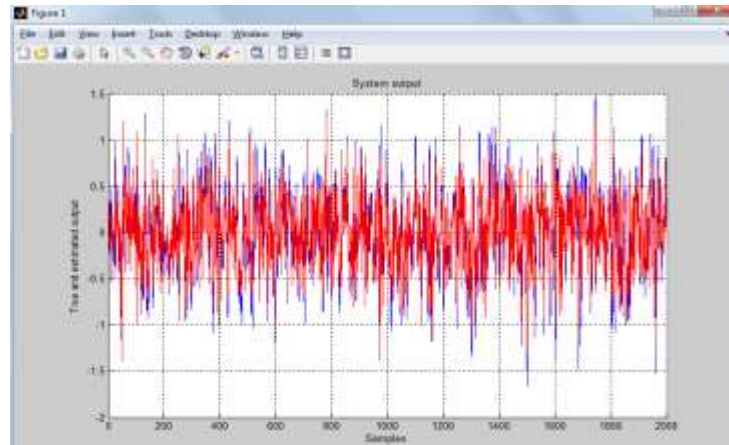 Figure 1
File Edit View Insert Tools Desktop Window Help
System output
True and estimated output
1.5
1
0.5
0
-0.5
-1
-1.5
-2
0 200 400 600 800 1000 1200 1400 1600 1800 2000
Samples